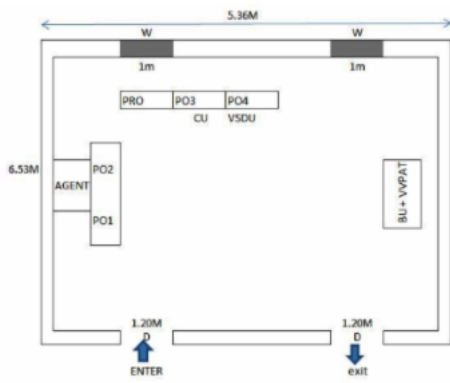 5.36M
W W
1m 1m
PRO PO3 PO4
CU VSDU
6.53M
AGENT
PO2
PO1
BU+ VVPAT
1.20M 1.20M
D D
ENTER exit